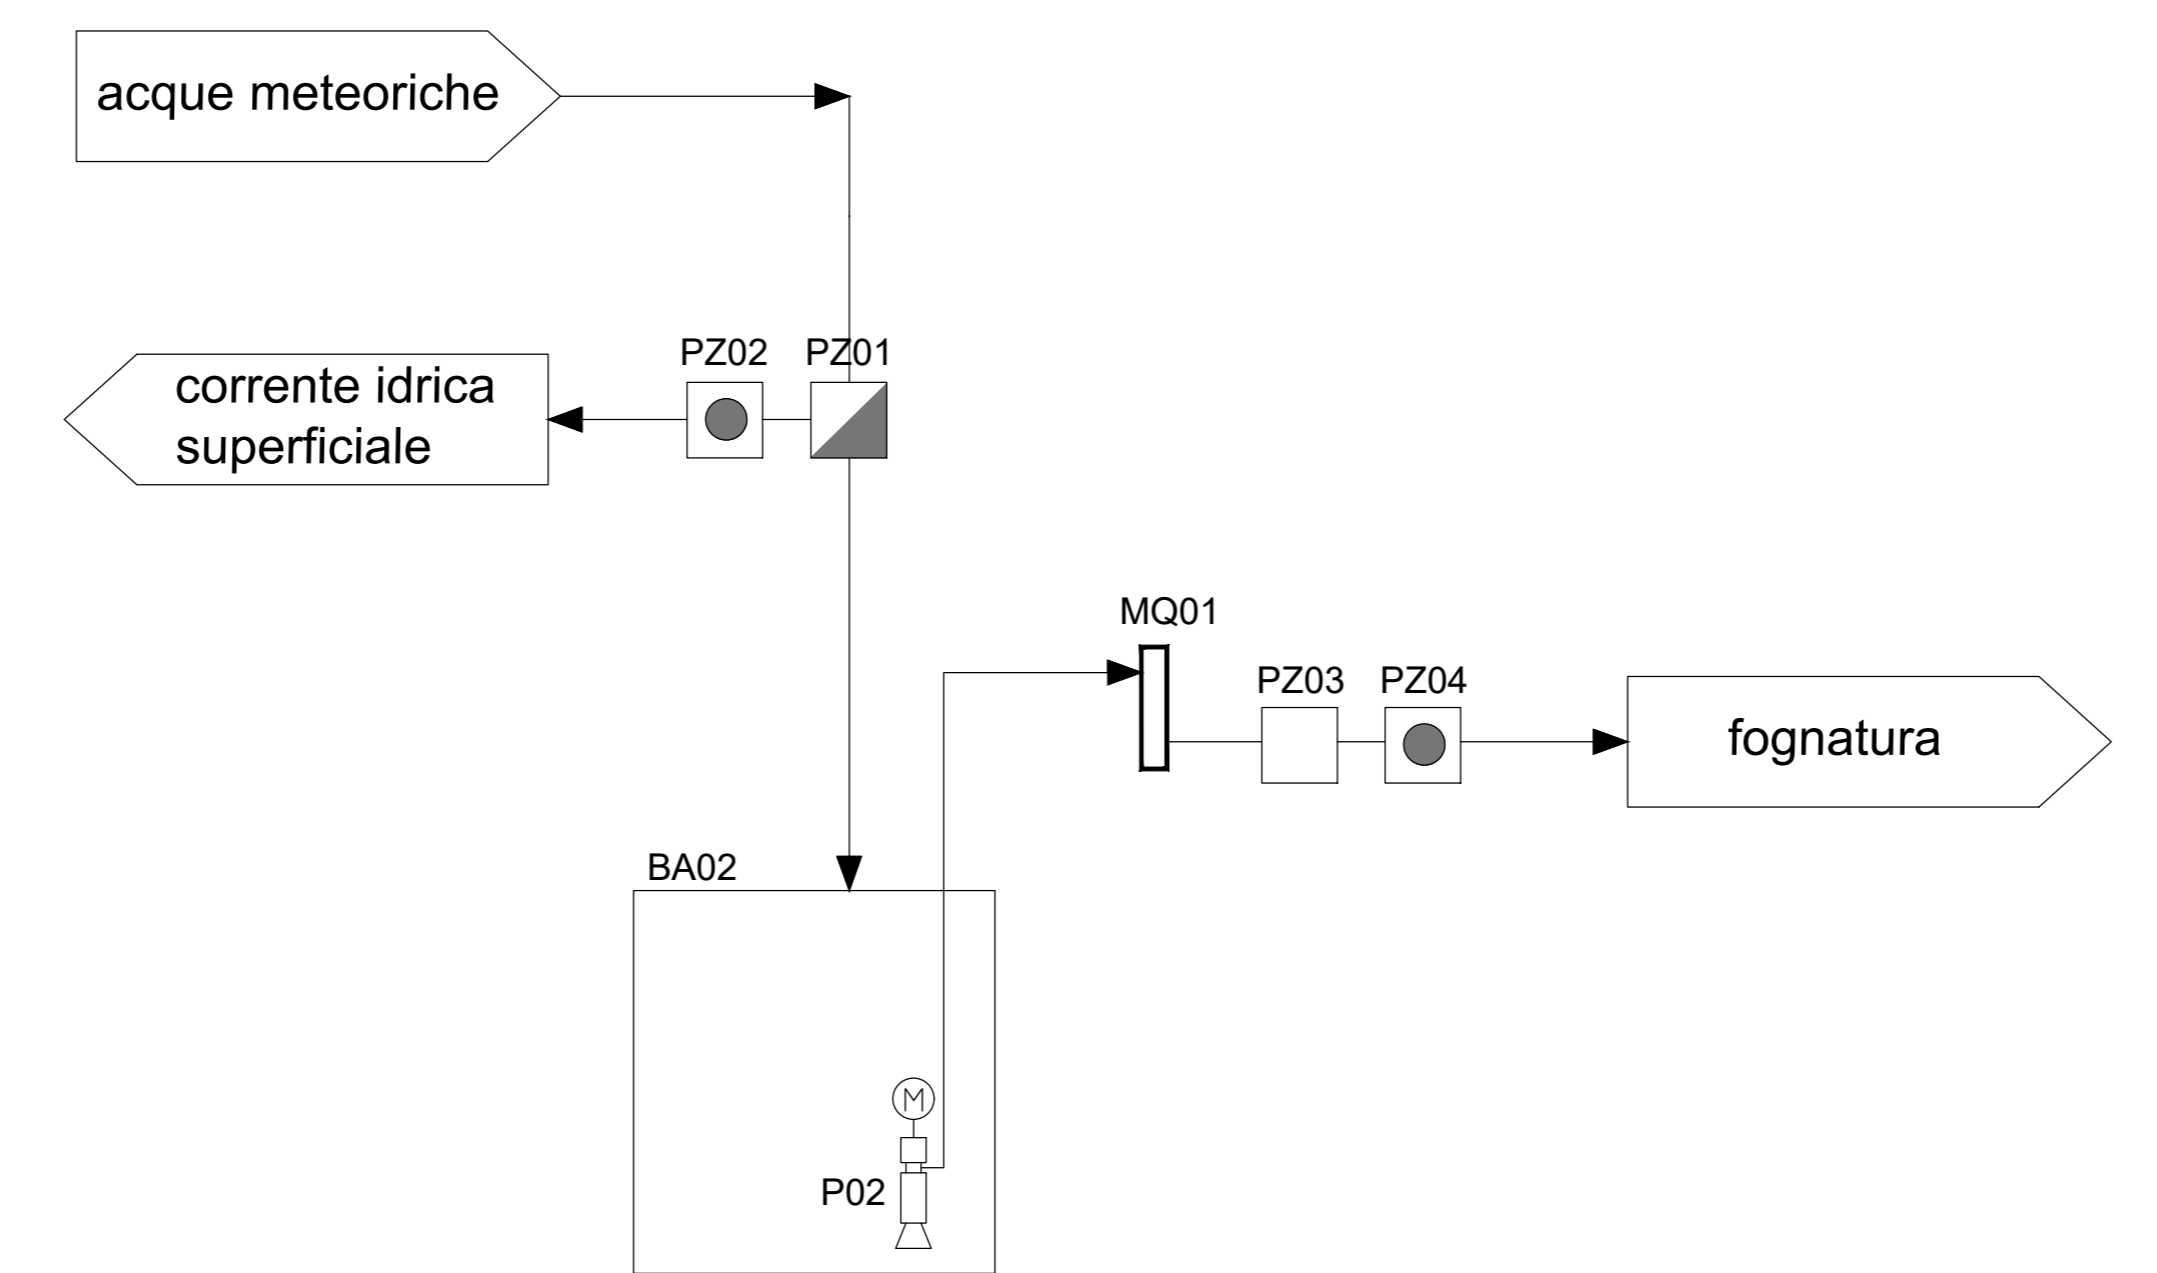 acque meteoriche
PZ02 PZ01
corrente idrica
superficiale
MQ01
PZ03 PZ04
fognatura
BA02
M
P02